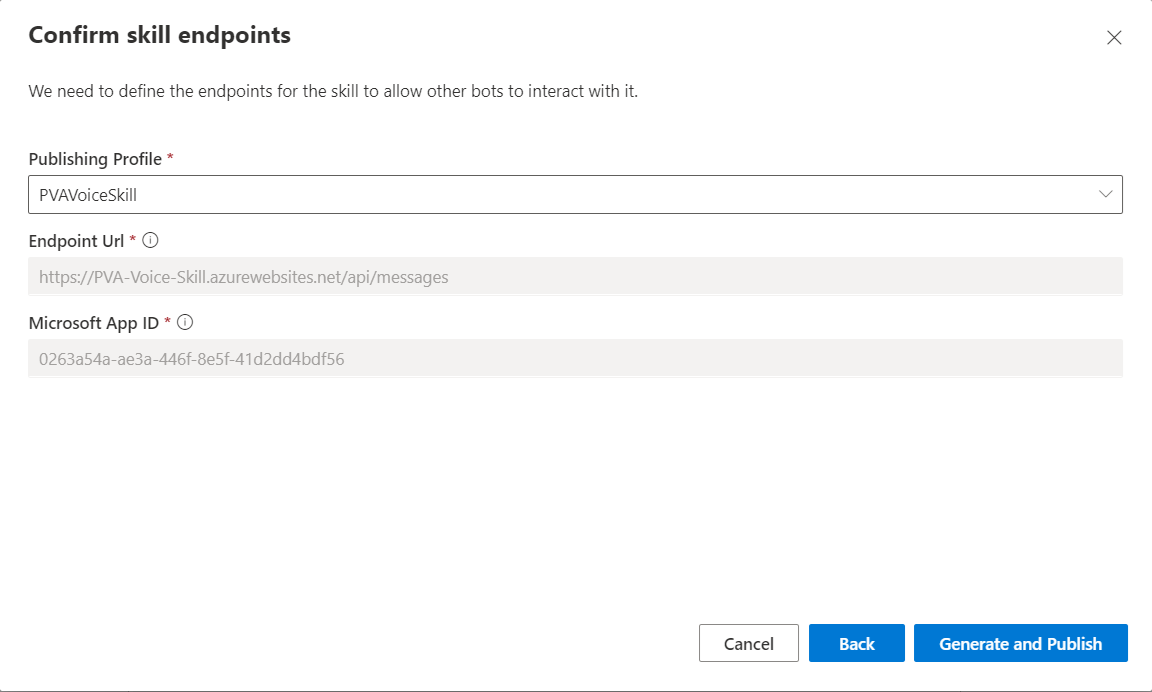 Confirm skill endpoints
We need to define the endpoints for the skill to allow other bots to interact with it.
Publishing Profile *
PVAVoiceSkill
Endpoint Url *
https://PVA-Voice-Skill.azurewebsites.net/api/messages
Microsoft App ID *
0263a54a-ae3a-446f-8e5f-41d2dd4bdf56
Cancel Back Generate and Publish